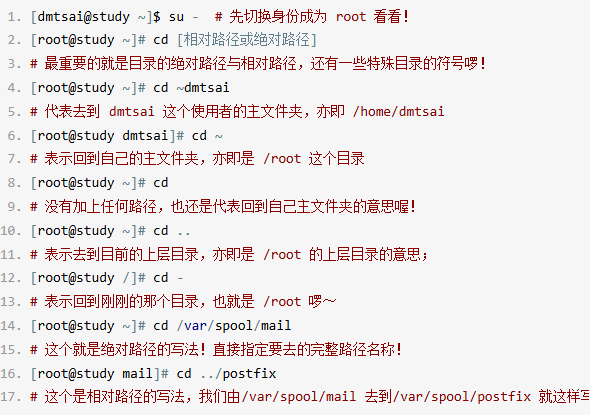 1. [dmtsai@study ~]$ su - # 先切换身份成为 root 看看！
2. [root@study ~]# cd [相对路径或绝对路径]
3. # 最重要的就是目录的绝对路径与相对路径，还有一些特殊目录的符号啰！
4. [root@study ~]# cd ~dmtsai
5. # 代表去到 dmtsai 这个使用者的主文件夹，亦即 /home/dmtsai
6. [root@study dmtsai]# cd ~
7. # 表示回到自己的主文件夹，亦即是 /root 这个目录
8. [root@study ~]# cd
9. # 没有加上任何路径，也还是代表回到自己主文件夹的意思喔！
10. [root@study ~]# cd ..
11. # 表示去到目前的上层目录，亦即是 /root 的上层目录的意思；
12. [root@study /]# cd -
13. # 表示回到刚刚的那个目录，也就是 /root 啰～
14. [root@study ~]# cd /var/spool/mail
15. # 这个就是绝对路径的写法！直接指定要去的完整路径名称！
16. [root@study mail]# cd ../postfix
17. # 这个是相对路径的写法，我们由/var/spool/mail 去到/var/spool/postfix 就这样写